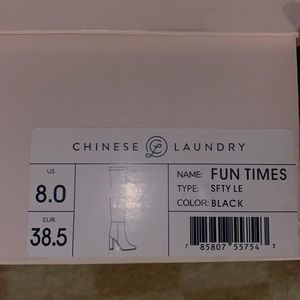 CHINESE CL LAUNDRY
US
8.0
EUR
38.5
NAME: FUN TIMES
TYPE: SFTY LE
COLOR: BLACK
7 85807 55754 3